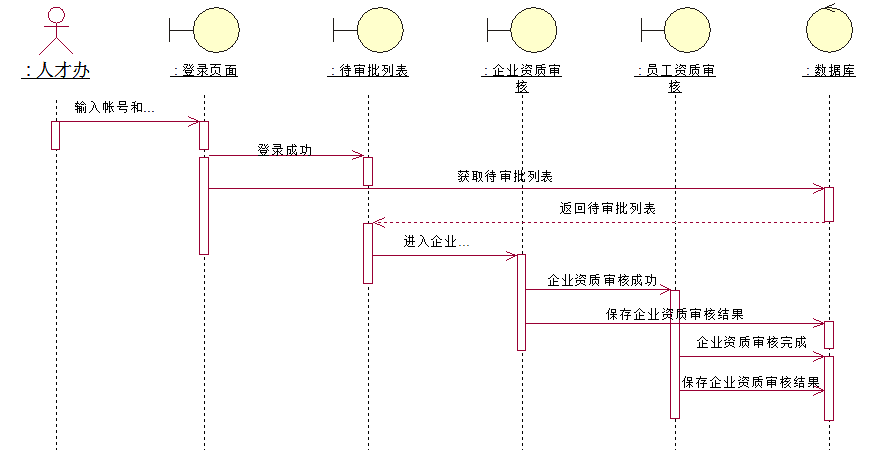 : 人才办
: 登录页面
: 待审批列表
: 企业资质审
核
: 员工资质审
核
: 数据库
输入帐号和...
登录成功
获取待审批列表
返回待审批列表
进入企业...
企业资质审核成功
保存企业资质审核结果
企业资质审核完成
保存企业资质审核结果